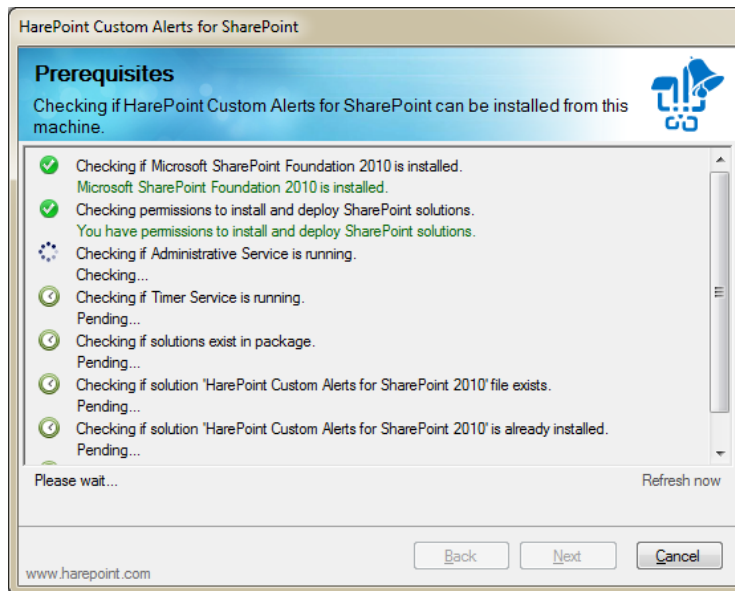 HarePoint Custom Alerts for SharePoint
Prerequisites
Checking if HarePoint Custom Alerts for SharePoint can be installed from this
machine.
Checking if Microsoft SharePoint Foundation 2010 is installed.
Microsoft SharePoint Foundation 2010 is installed.
Checking permissions to install and deploy SharePoint solutions.
You have permissions to install and deploy SharePoint solutions.
Checking if Administrative Service is running.
Checking...
Checking if Timer Service is running.
Pending...
Checking if solutions exist in package.
Pending...
Checking if solution 'HarePoint Custom Alerts for SharePoint 2010' file exists.
Pending...
Checking if solution 'HarePoint Custom Alerts for SharePoint 2010' is already installed.
Pending...
Please wait... Refresh now
Back Next Cancel
www.harepoint.com